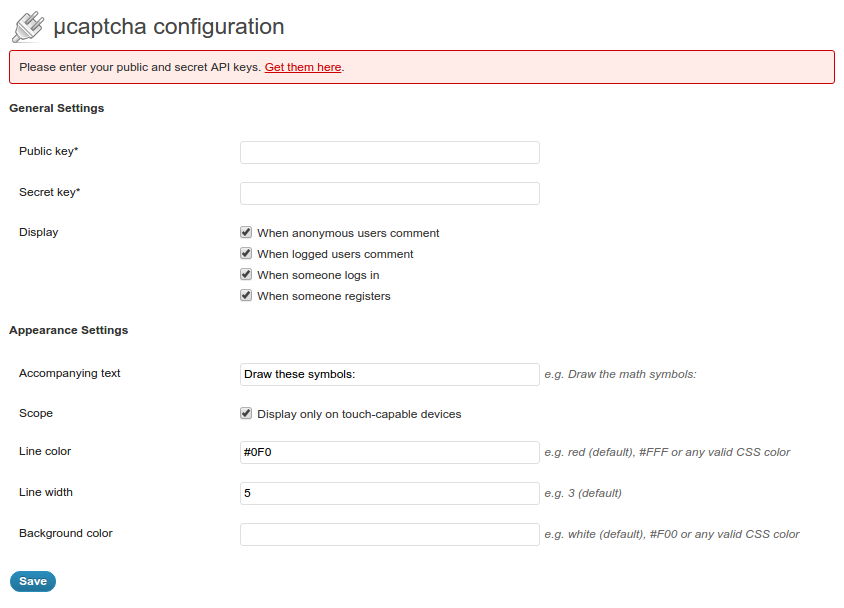 µcaptcha configuration
Please enter your public and secret API keys. Get them here.
General Settings
Public key*
Secret key*
Display
When anonymous users comment
When logged users comment
When someone logs in
When someone registers
Appearance Settings
Accompanying text Draw these symbols: e.g. Draw the math symbols:
Scope Display only on touch-capable devices
Line color #0F0 e.g. red (default), #FFF or any valid CSS color
Line width 5 e.g. 3 (default)
Background color e.g. white (default), #F00 or any valid CSS color
Save